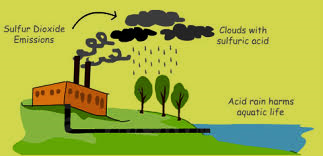 Sulfur Dioxide
Emissions
Clouds with
sulfuric acid
Acid rain harms
aquatic life